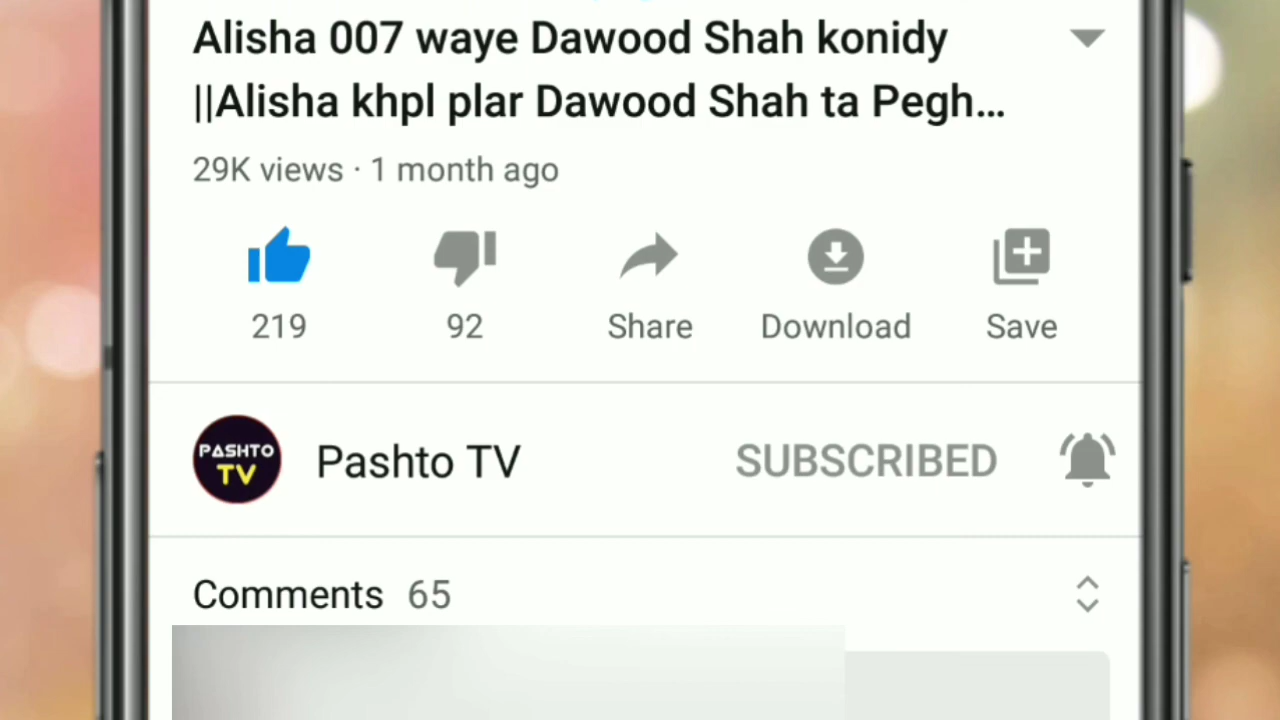 Alisha 007 waye Dawood Shah konidy
||Alisha khpl plar Dawood Shah ta Pegh...
29K views · 1 month ago
219
92
Share
Download
Save
PASHTO
TV
Pashto TV
SUBSCRIBED
Comments 65